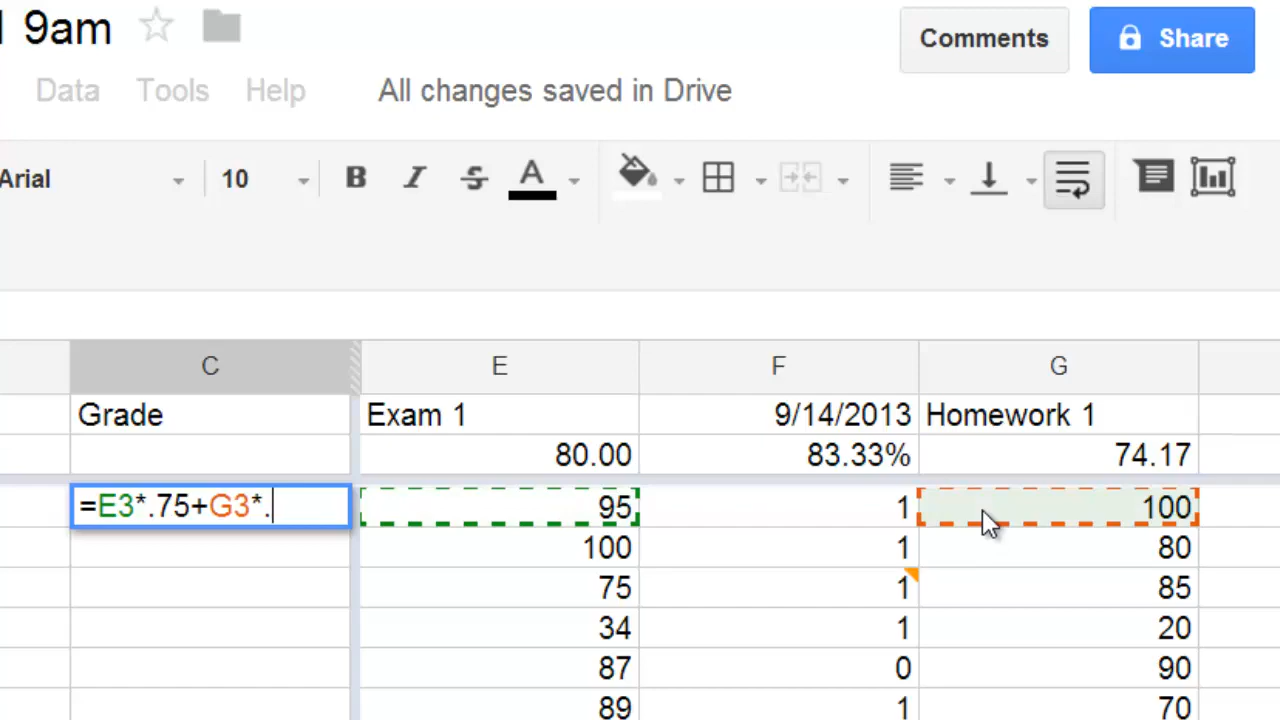 9am
Comments
Share
Data Tools Help All changes saved in Drive
Arial 10 B I S A
C E F G
Grade Exam 1 9/14/2013 Homework 1
80.00 83.33% 74.17
=E3*.75+G3*. 95 1 100
100 1 80
75 1 85
34 1 20
87 0 90
89 1 70